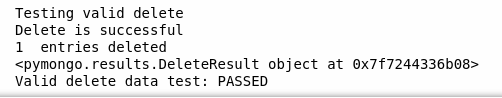 Testing valid delete
Delete is successful
1  entries deleted
<pymongo.results.DeleteResult object at 0x7f7244336b08>
Valid delete data test: PASSED